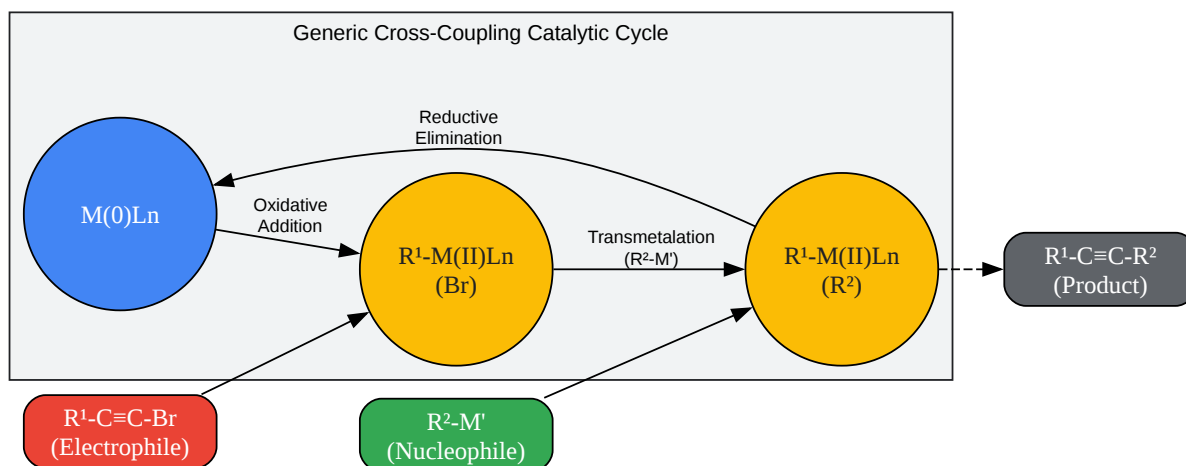 Generic Cross-Coupling Catalytic Cycle
Reductive
Elimination
M(0)Ln
Oxidative
Addition
R¹-M(II)Ln
(Br)
Transmetalation
(R²-M')
R¹-M(II)Ln
(R²)
R¹-C≡C-R²
(Product)
R¹-C≡C-Br
(Electrophile)
R²-M'
(Nucleophile)